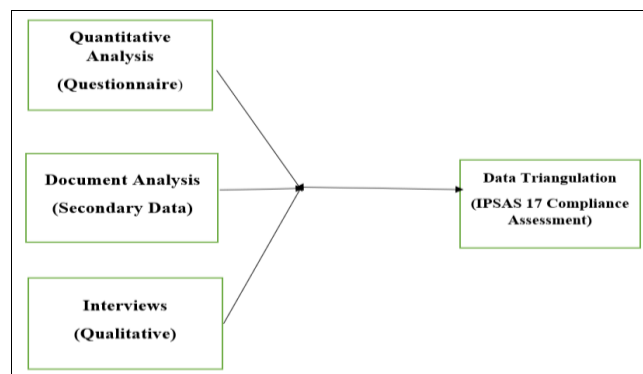 Quantitative
Analysis
(Questionnaire)
Document Analysis
(Secondary Data)
Interviews
(Qualitative)
Data Triangulation
(IPSAS 17 Compliance
Assessment)